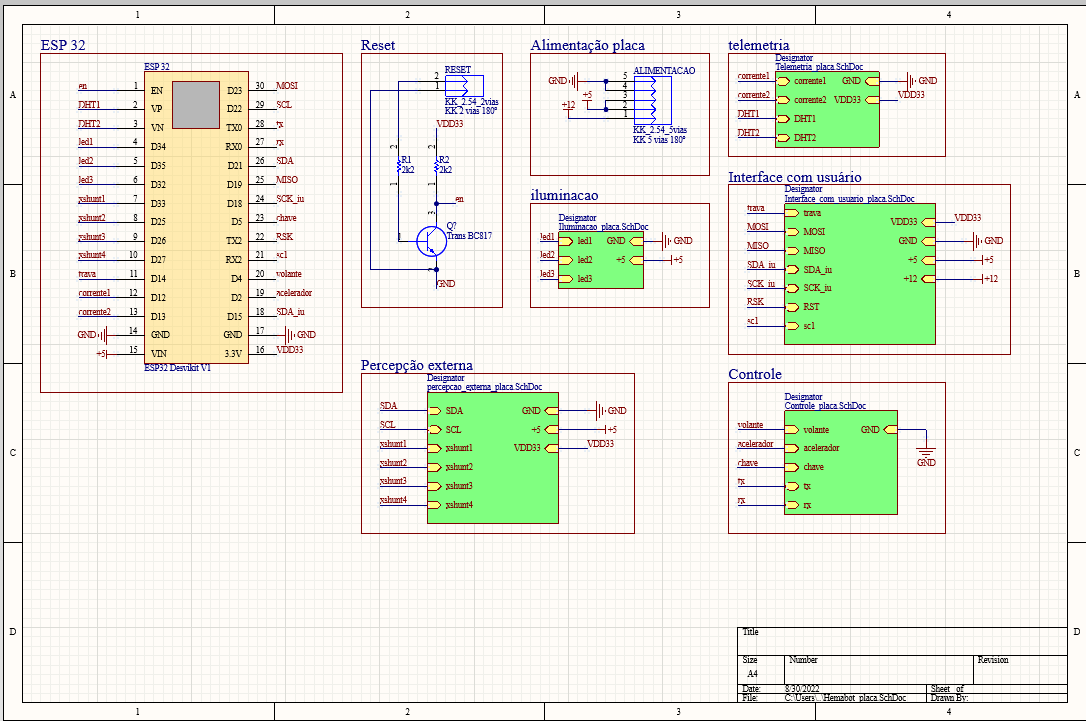 1 2 3 4
A
B
C
D
ESP 32
ESP 32
en 1 EN D23 30 MOSI
DHT1 2 VP D22 29 SCL
DHT2 3 VN TX0 28 tx
led1 4 D34 RX0 27 rx
led2 5 D35 D21 26 SDA
led3 6 D32 D19 25 MISO
xshunt1 7 D33 D18 24 SCK_iu
xshunt2 8 D25 D5 23 chave
xshunt3 9 D26 TX2 22 RSK
xshunt4 10 D27 RX2 21 sc1
trava 11 D14 D4 20 volante
corrente1 12 D12 D2 19 acelerador
corrente2 13 D13 D15 18 SDA_iu
GND 14 GND GND 17 GND
+5 15 VIN 3.3V 16 VDD33
ESP32 Desvikit V1
Reset
RESET
2
1
KK_2.54_2vias
KK 2 vias 180°
VDD33
2 2
R1 R2
2k2 2k2
1 1
en
3
Q?
Trans BC817
1
2
GND
Alimentação placa
ALIMENTACAO
GND 5
4
+5 3
+12 2
1
KK_2.54_5vias
KK 5 vias 180°
iluminacao
Designator
Iluminacao_placa.SchDoc
led1 led1 GND GND
led2 led2 +5 +5
led3 led3
telemetria
Designator
Telemetria_placa.SchDoc
corrente1 corrente1 GND GND
corrente2 corrente2 VDD33 VDD33
DHT1 DHT1
DHT2 DHT2
Interface com usuário
Designator
Interface_com_usuario_placa.SchDoc
trava trava VDD33 VDD33
MOSI MOSI GND GND
MISO MISO +5 +5
SDA_iu SDA_iu +12 +12
SCK_iu SCK_iu
RSK RST
sc1 sc1
Percepção externa
Designator
percepcao_externa_placa.SchDoc
SDA SDA GND GND
SCL SCL +5 +5
xshunt1 xshunt1 VDD33 VDD33
xshunt2 xshunt2
xshunt3 xshunt3
xshunt4 xshunt4
Controle
Designator
Controle_placa.SchDoc
volante volante GND
acelerador acelerador
chave chave GND
tx tx
rx rx
Title
Size Number Revision
A4
Date: 8/30/2022 Sheet of
File: C:\Users\..\Hemabot_placa.SchDoc Drawn By:
A
B
C
D
1 2 3 4